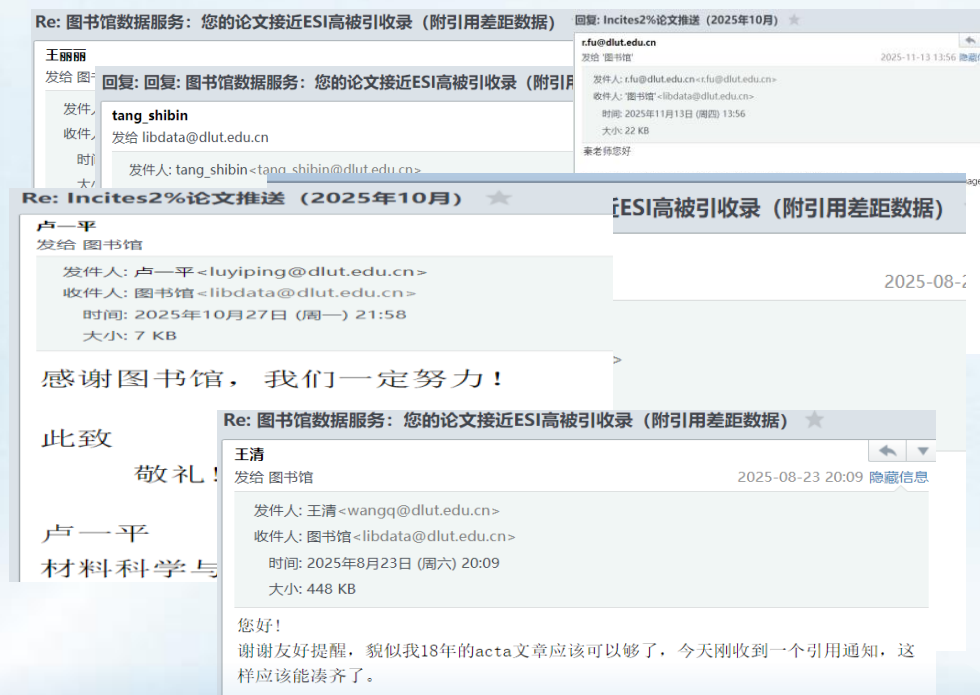 Re: 图书馆数据服务：您的论文接近ESI高被引收录（附引用差距数据）
王丽丽
发给 图书
发件人
收件人
时间
大小
回复: 回复: 图书馆数据服务：您的论文接近ESI高被引收录（附引用
tang_shibin
发给 libdata@dlut.edu.cn
发件人: tang_shibin<tang_shibin@dlut.edu.cn>
回复: Incites2%论文推送（2025年10月）
r.fu@dlut.edu.cn
发给 '图书馆'
2025-11-13 13:56 隐藏信
发件人: r.fu@dlut.edu.cn<r.fu@dlut.edu.cn>
收件人: '图书馆'<libdata@dlut.edu.cn>
时间: 2025年11月13日 (周四) 13:56
大小: 22 KB
秦老师您好
Re: Incites2%论文推送（2025年10月）
卢一平
发给 图书馆
发件人: 卢一平<luyiping@dlut.edu.cn>
收件人: 图书馆<libdata@dlut.edu.cn>
时间: 2025年10月27日 (周一) 21:58
大小: 7 KB
感谢图书馆，我们一定努力！
此致
敬礼！
卢一平
材料科学与
近ESI高被引收录（附引用差距数据）
2025-08-2
Re: 图书馆数据服务：您的论文接近ESI高被引收录（附引用差距数据）
王清
发给 图书馆
2025-08-23 20:09 隐藏信息
发件人: 王清<wangq@dlut.edu.cn>
收件人: 图书馆<libdata@dlut.edu.cn>
时间: 2025年8月23日 (周六) 20:09
大小: 448 KB
您好！
谢谢友好提醒，貌似我18年的acta文章应该可以够了，今天刚收到一个引用通知，这
样应该能凑齐了。